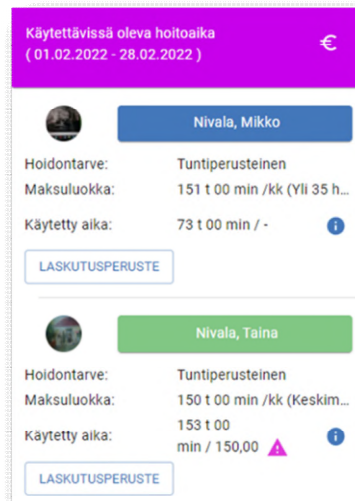 Käytettävissä oleva hoitoaika
( 01.02.2022 - 28.02.2022 )
€
Nivala, Mikko
Hoidontarve: Tuntiperusteinen
Maksuluokka: 151 t 00 min /kk (Yli 35 h...
Käytetty aika: 73 t 00 min / -
LASKUTUSPERUSTE
Nivala, Taina
Hoidontarve: Tuntiperusteinen
Maksuluokka: 150 t 00 min /kk (Keskim...
Käytetty aika: 153 t 00
min / 150,00
LASKUTUSPERUSTE